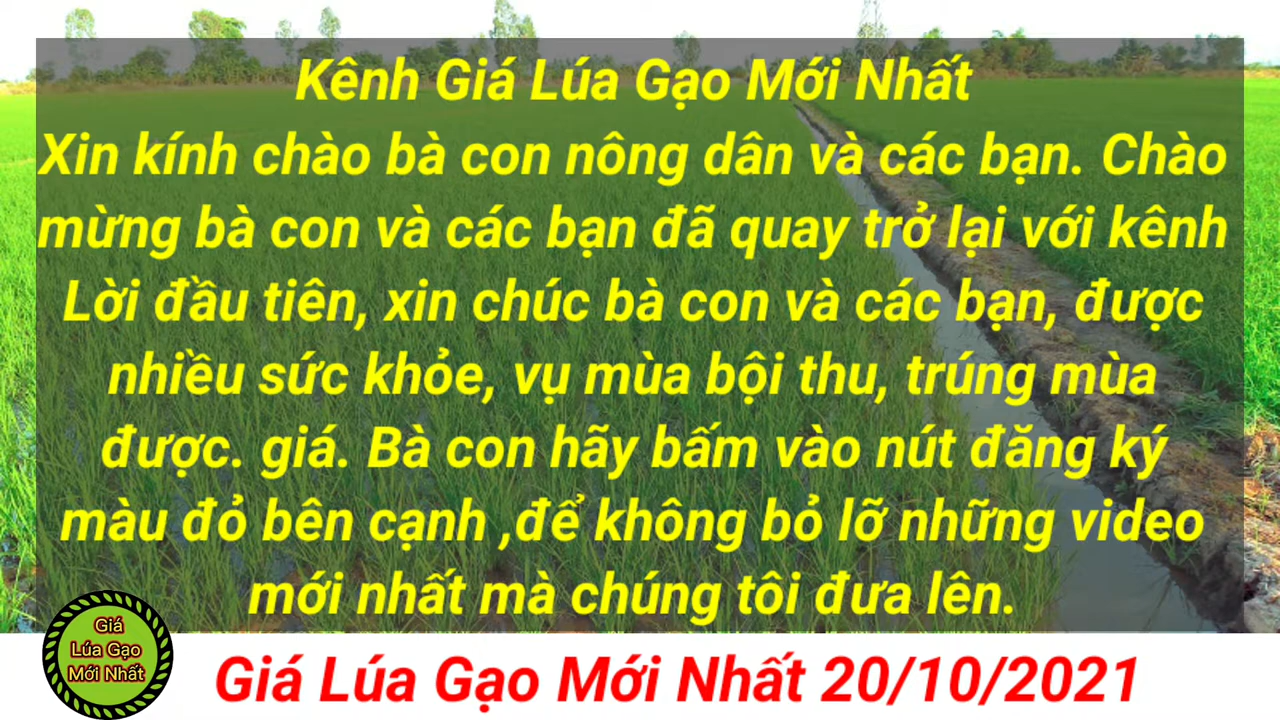 Kênh Giá Lúa Gạo Mới Nhất
Xin kính chào bà con nông dân và các bạn. Chào
mừng bà con và các bạn đã quay trở lại với kênh
Lời đầu tiên, xin chúc bà con và các bạn, được
nhiều sức khỏe, vụ mùa bội thu, trúng mùa
được. giá. Bà con hãy bấm vào nút đăng ký
màu đỏ bên cạnh ,để không bỏ lỡ những video
mới nhất mà chúng tôi đưa lên.
Giá
Lúa Gạo
Mới Nhất
Giá Lúa Gạo Mới Nhất 20/10/2021